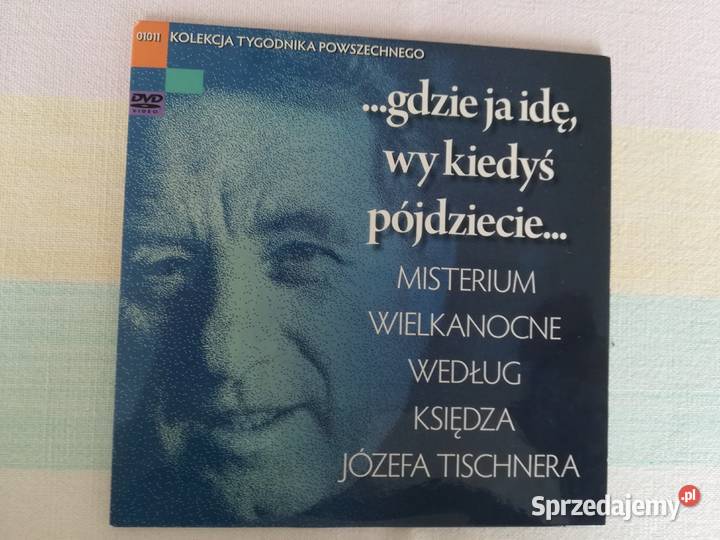 01011 KOLEKCJA TYGODNIKA POWSZECHNEGO
DVD
VIDEO
...gdzie ja idę,
wy kiedyś
pójdziecie...
MISTERIUM
WIELKANOCNE
WEDŁUG
KSIĘDZA
JÓZEFA TISCHNERA
Sprzedajemy.pl